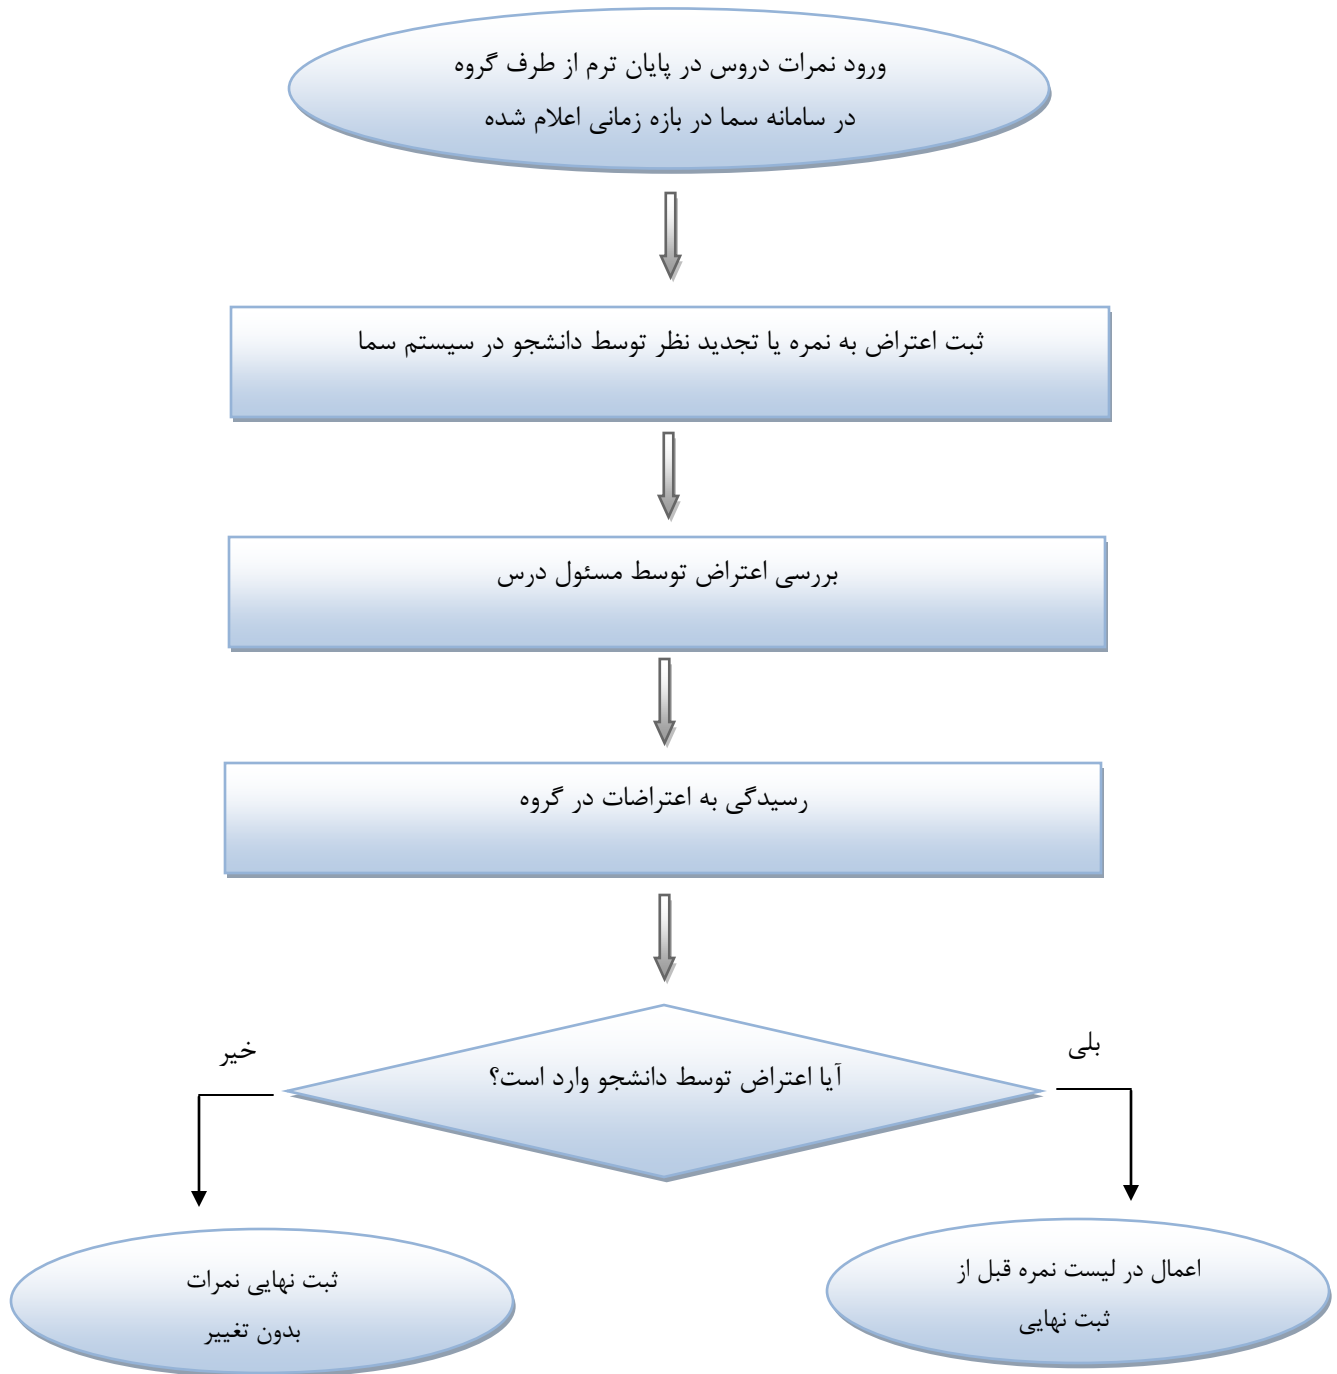 ورود نمرات دروس در پایان ترم از طرف گروه
در سامانه سما در بازه زمانی اعلام شده
ثبت اعتراض به نمره یا تجدید نظر توسط دانشجو در سیستم سما
بررسی اعتراض توسط مسئول درس
رسیدگی به اعتراضات در گروه
آیا اعتراض توسط دانشجو وارد است؟
بلی
خیر
اعمال در لیست نمره قبل از
ثبت نهایی
ثبت نهایی نمرات
بدون تغییر